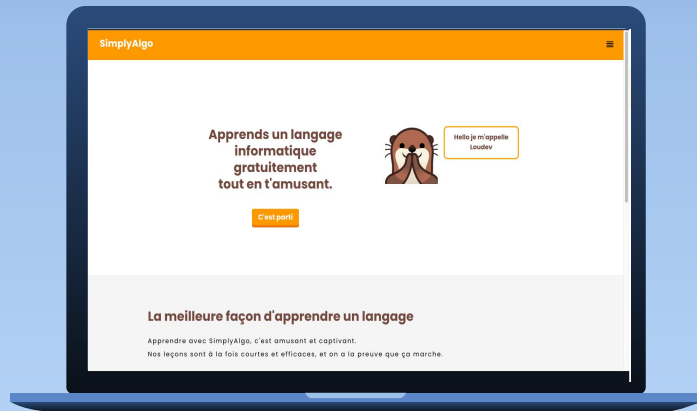 SimplyAlgo
Apprends un langage
informatique
gratuitement
tout en t'amusant.
Hello je m'appelle
Loudev
C'est parti
La meilleure façon d'apprendre un langage
Apprendre avec SimplyAlgo, c'est amusant et captivant.
Nos leçons sont à la fois courtes et efficaces, et on a la preuve que ça marche.